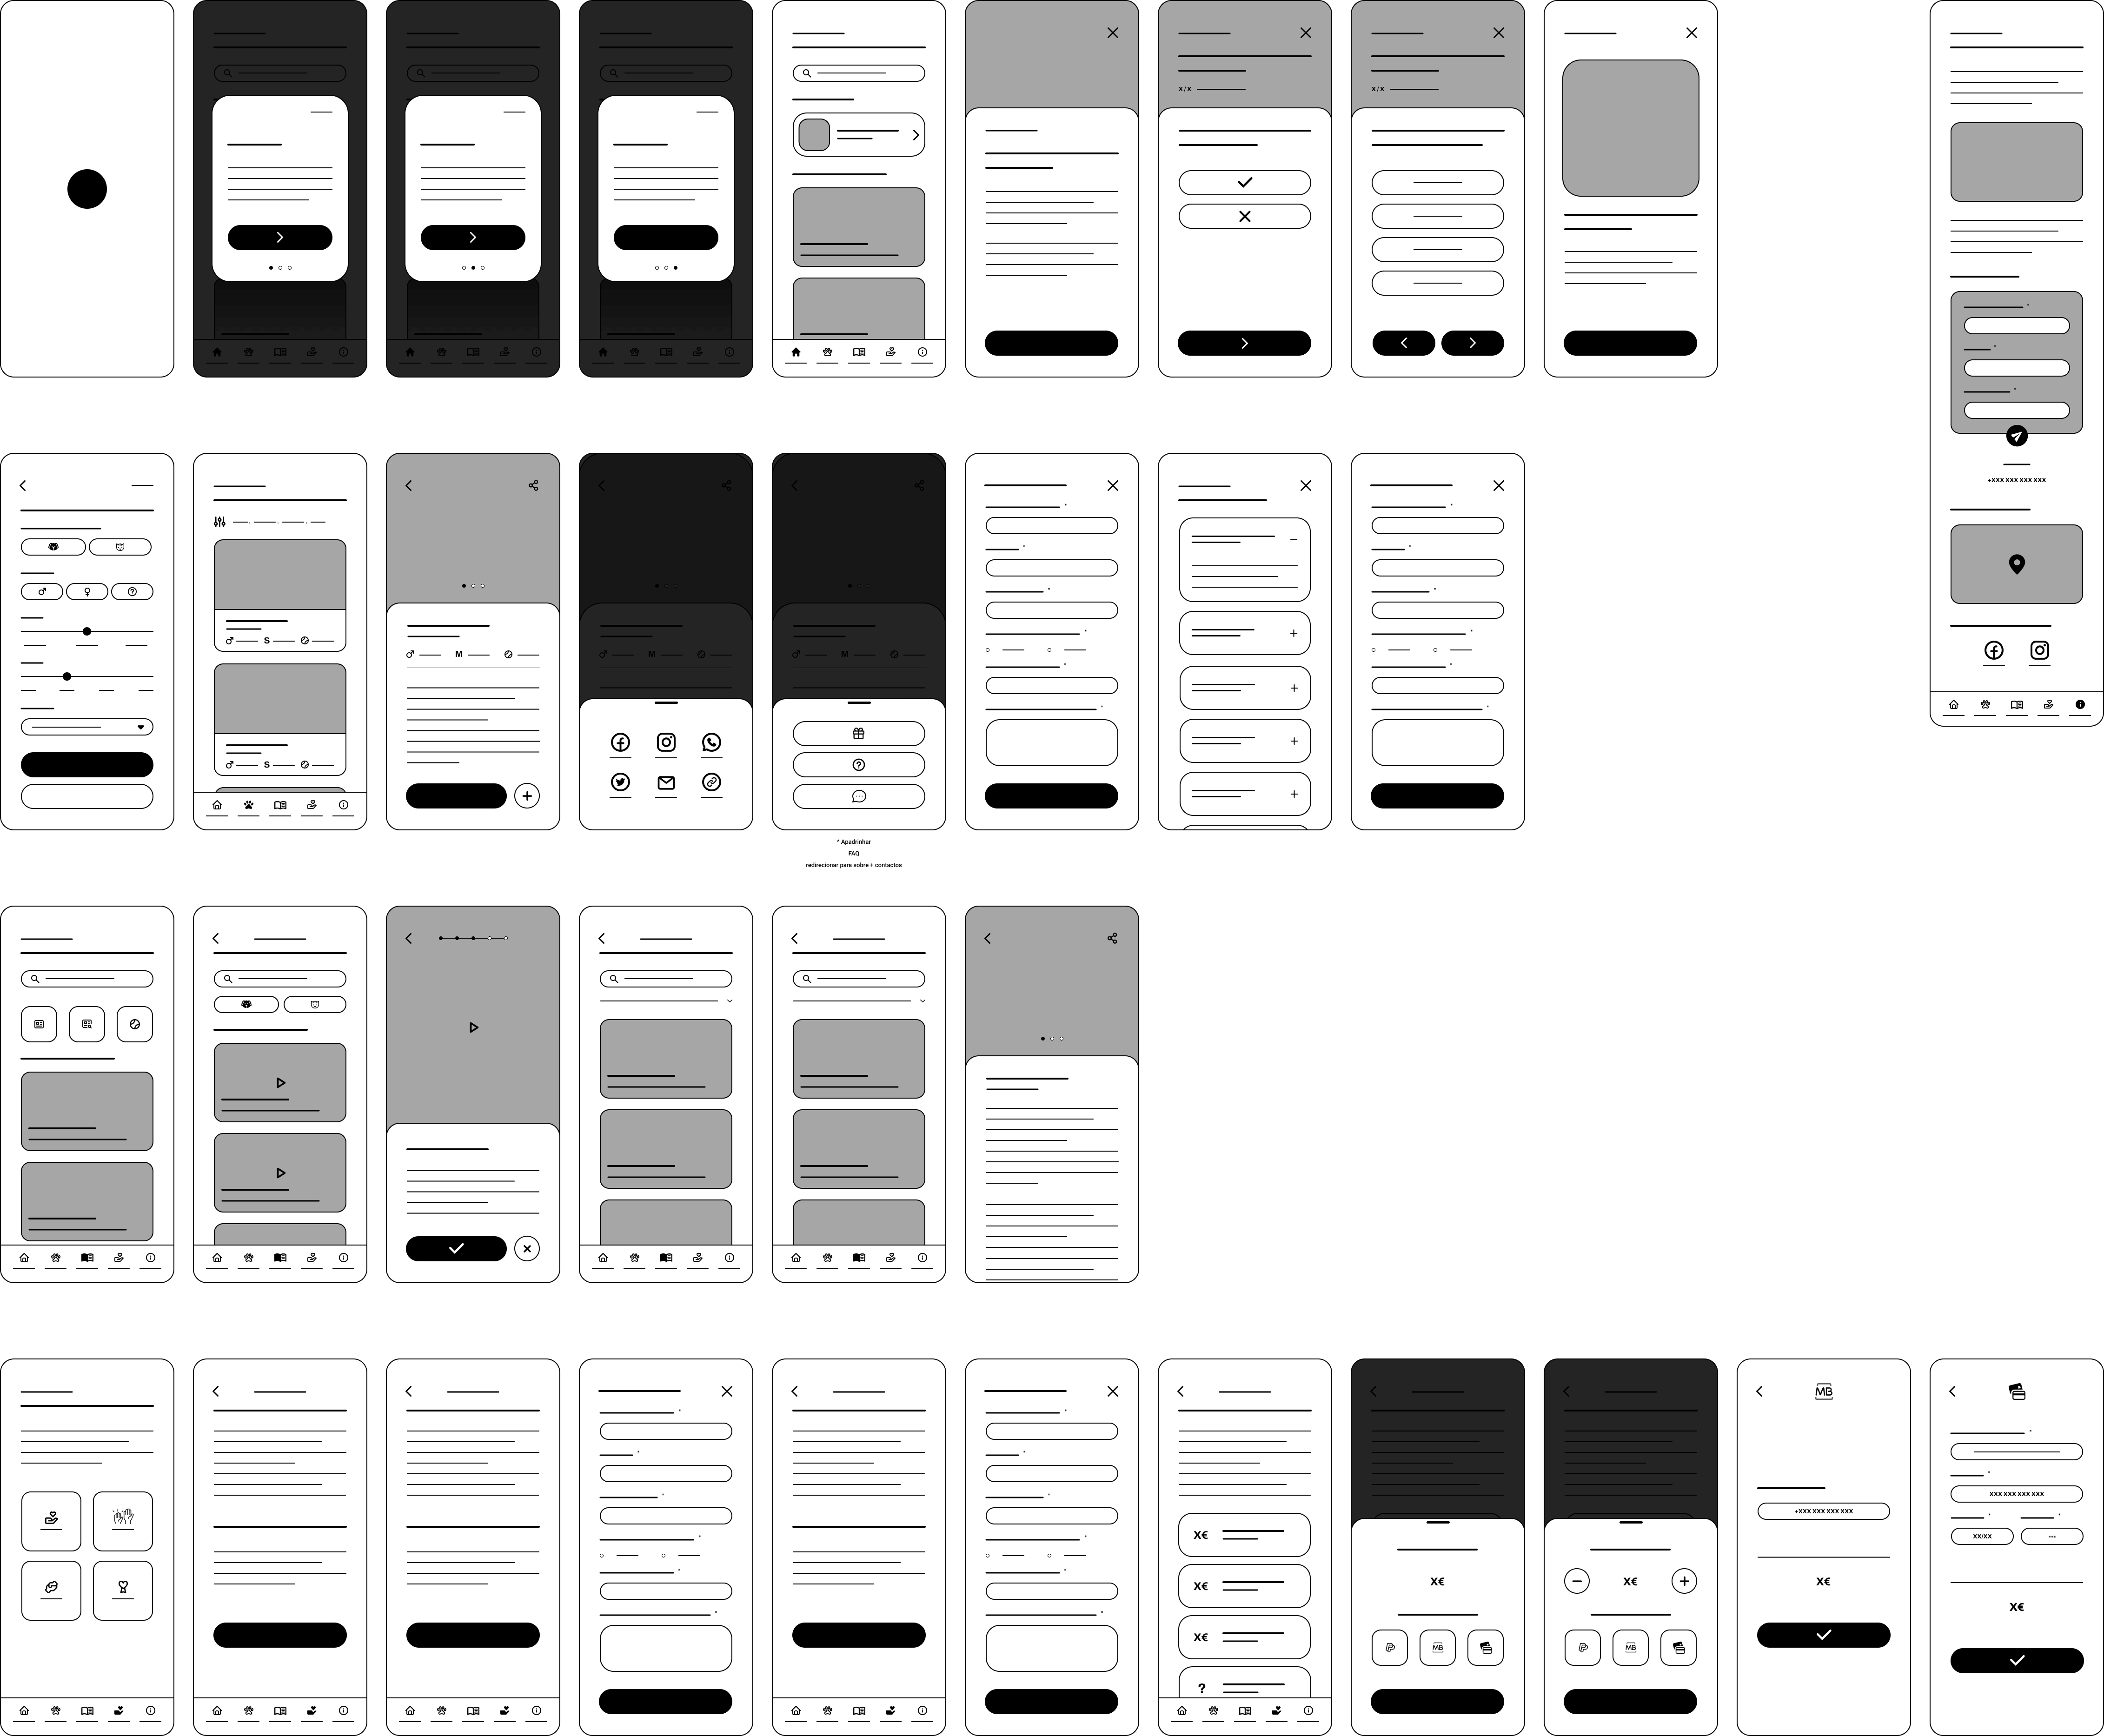 X / X
X / X
*
*
*
+XXX XXX XXX XXX
S
S
M
M
M
*
*
*
*
*
*
*
*
*
*
*
*
* Apadrinhar
FAQ
redirecionar para sobre + contactos
*
*
*
*
*
*
*
*
*
*
*
*
X€
X€
X€
?
X€
MB
X€
MB
MB
+XXX XXX XXX XXX
X€
*
*
XXX XXX XXX XXX
*
*
XX/XX
***
X€